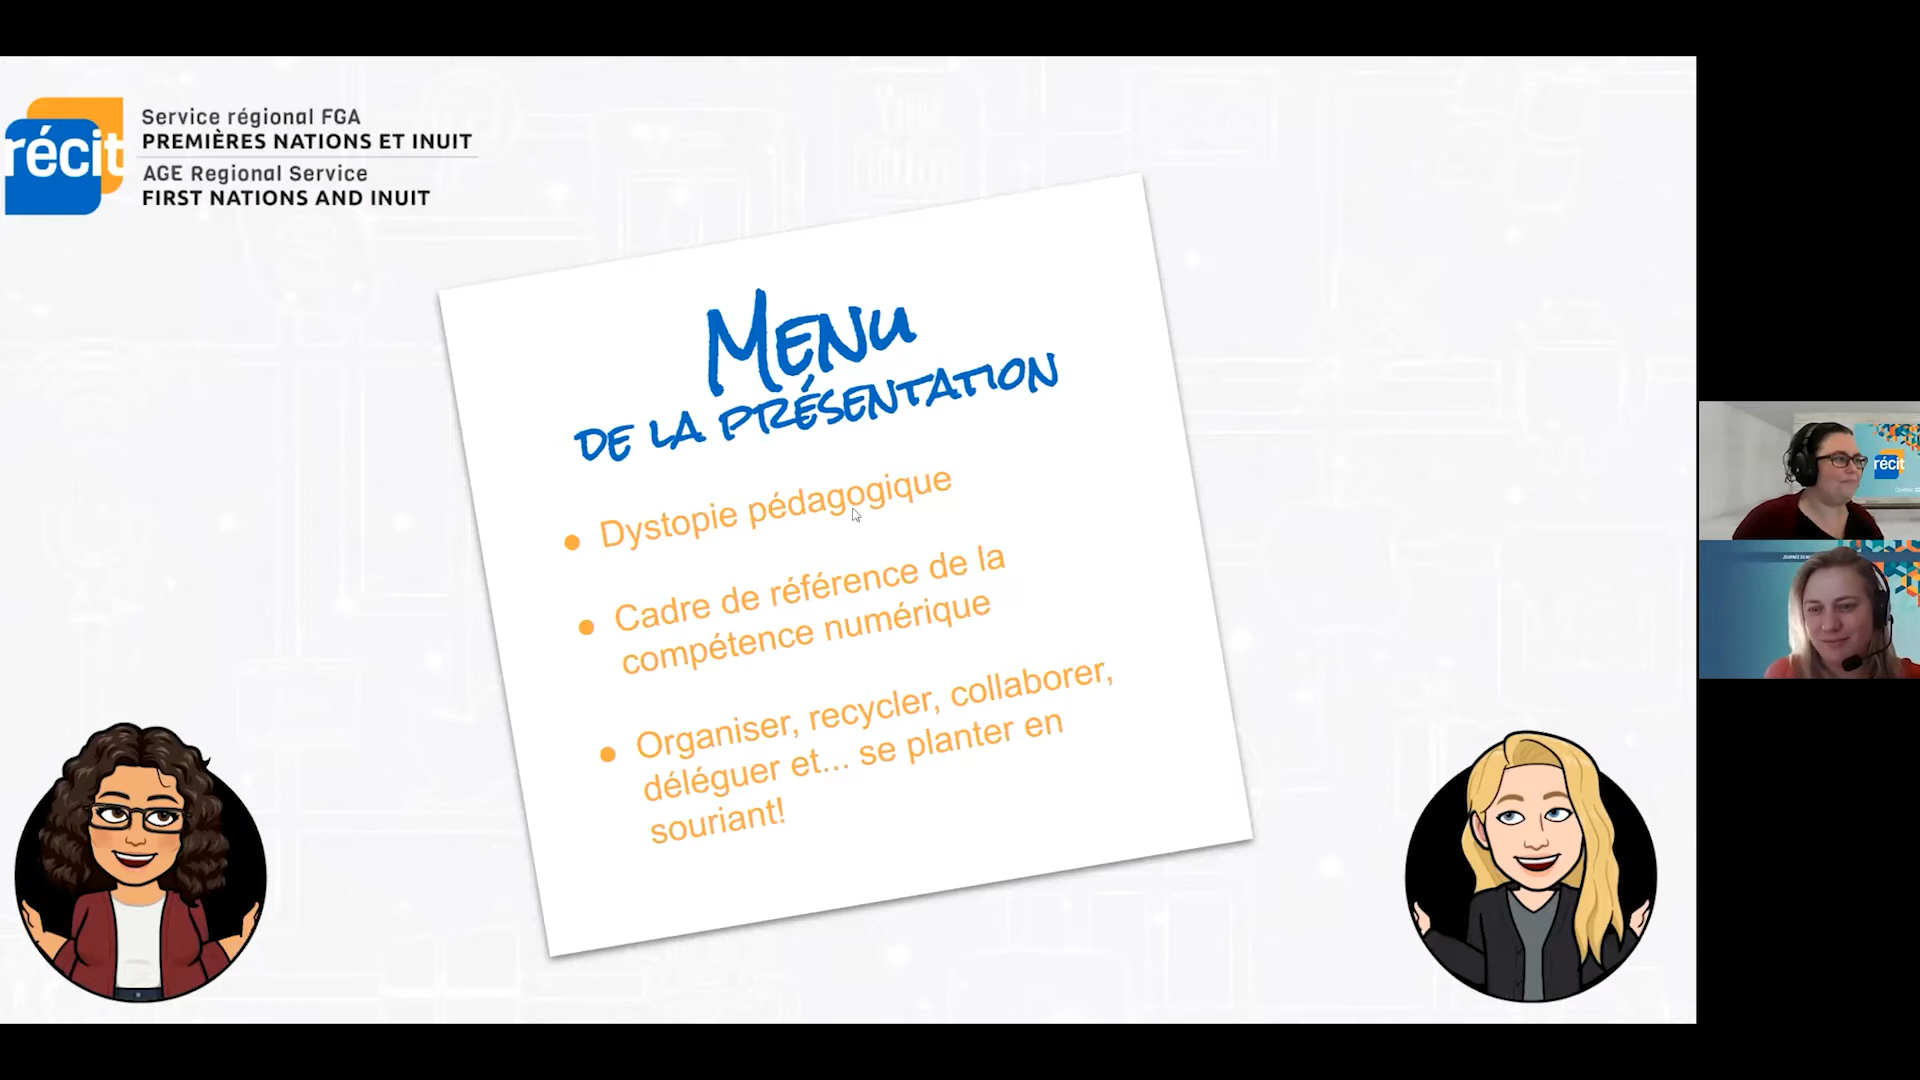 récit
Service régional FGA
PREMIÈRES NATIONS ET INUIT
AGE Regional Service
FIRST NATIONS AND INUIT
MENU
DE LA PRÉSENTATION
● Dystopie pédagogique
● Cadre de référence de la
compétence numérique
● Organiser, recycler, collaborer,
déléguer et... se planter en
souriant!
récit